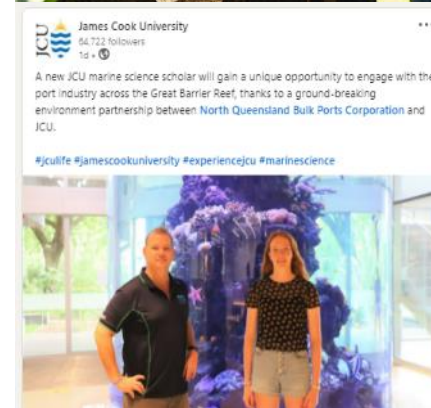 JCU
James Cook University
64,722 followers
1d •
A new JCU marine science scholar will gain a unique opportunity to engage with the
port industry across the Great Barrier Reef, thanks to a ground-breaking
environment partnership between North Queensland Bulk Ports Corporation and
JCU.
#jculife #jamescookuniversity #experiencejcu #marinescience